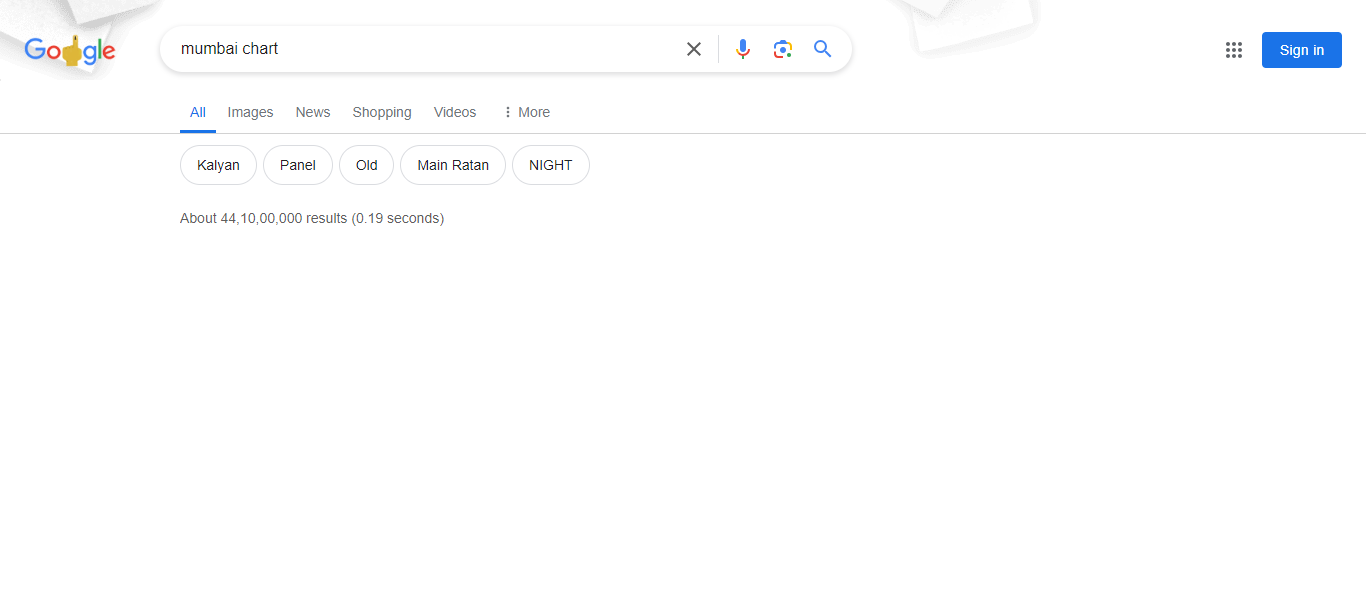 Google
mumbai chart
Sign in
All Images News Shopping Videos More
Kalyan Panel Old Main Ratan NIGHT
About 44,10,00,000 results (0.19 seconds)